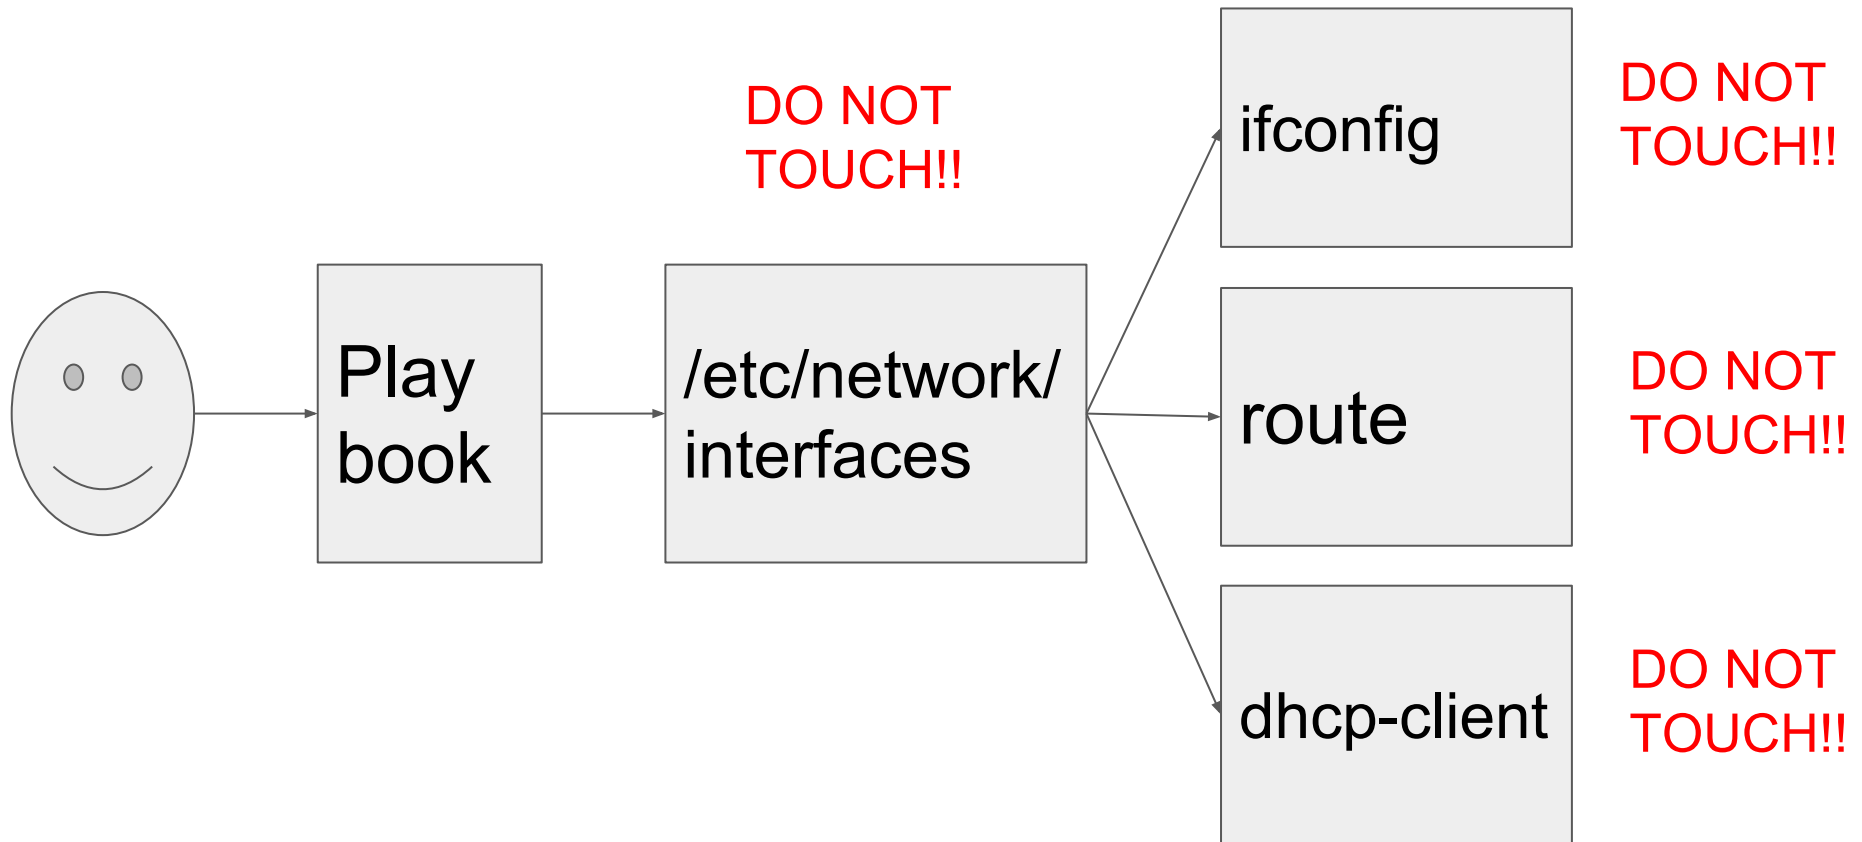 DO NOT
TOUCH!!
ifconfig
DO NOT
TOUCH!!
Play
book
/etc/network/
interfaces
route
DO NOT
TOUCH!!
dhcp-client
DO NOT
TOUCH!!